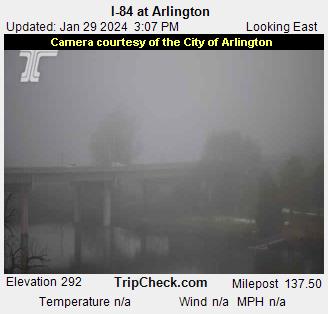 I-84 at Arlington
Updated: Jan 29 2024 3:07 PM Looking East
Camera courtesy of the City of Arlington
Elevation 292 TripCheck.com Milepost 137.50
Temperature n/a Wind n/a MPH n/a